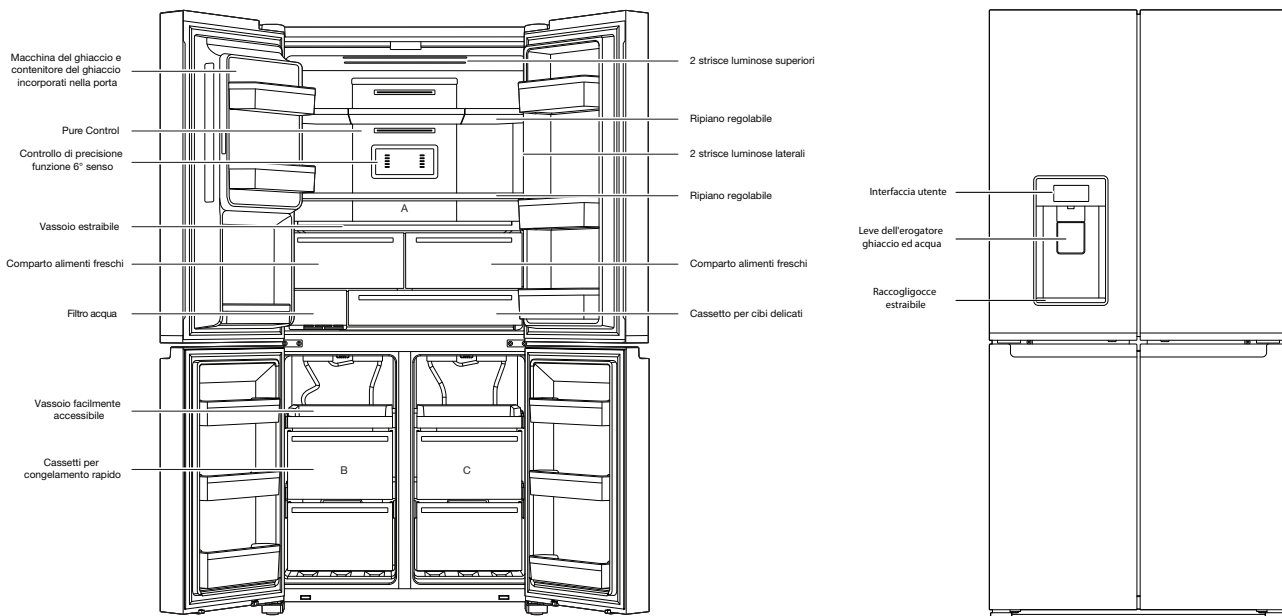 Macchina del ghiaccio e
contenitore del ghiaccio
incorporati nella porta
Pure Control
Controllo di precisione
funzione 6° senso
Vassoio estraibile
Comparto alimenti freschi
Filtro acqua
Vassoio facilmente
accessibile
Cassetti per
congelamento rapido
A
B
C
2 strisce luminose superiori
Ripiano regolabile
2 strisce luminose laterali
Ripiano regolabile
Comparto alimenti freschi
Cassetto per cibi delicati
Interfaccia utente
Leve dell'erogatore
ghiaccio ed acqua
Raccogligocce
estraibile